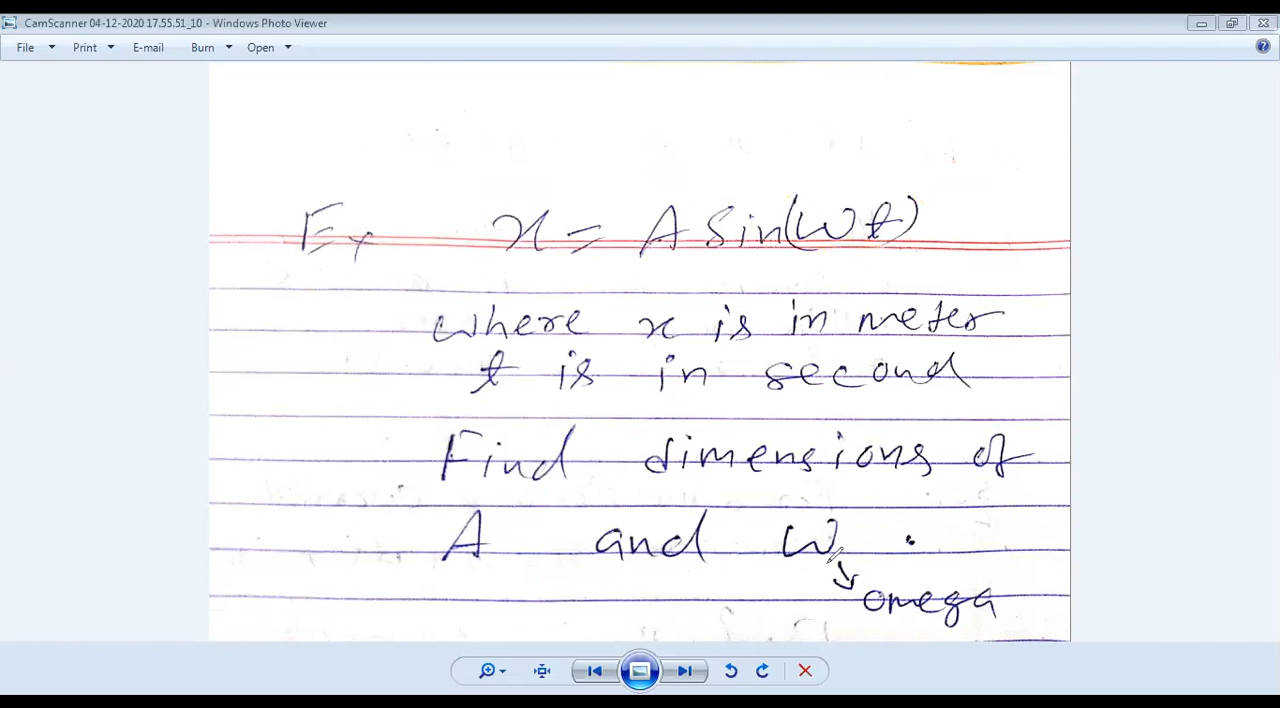 CamScanner 04-12-2020 17.55.51_10 - Windows Photo Viewer
File Print E-mail Burn Open
Ex x = A Sin(ωt)
where x is in meter
t is in second
Find dimensions of
A and ω.
omega